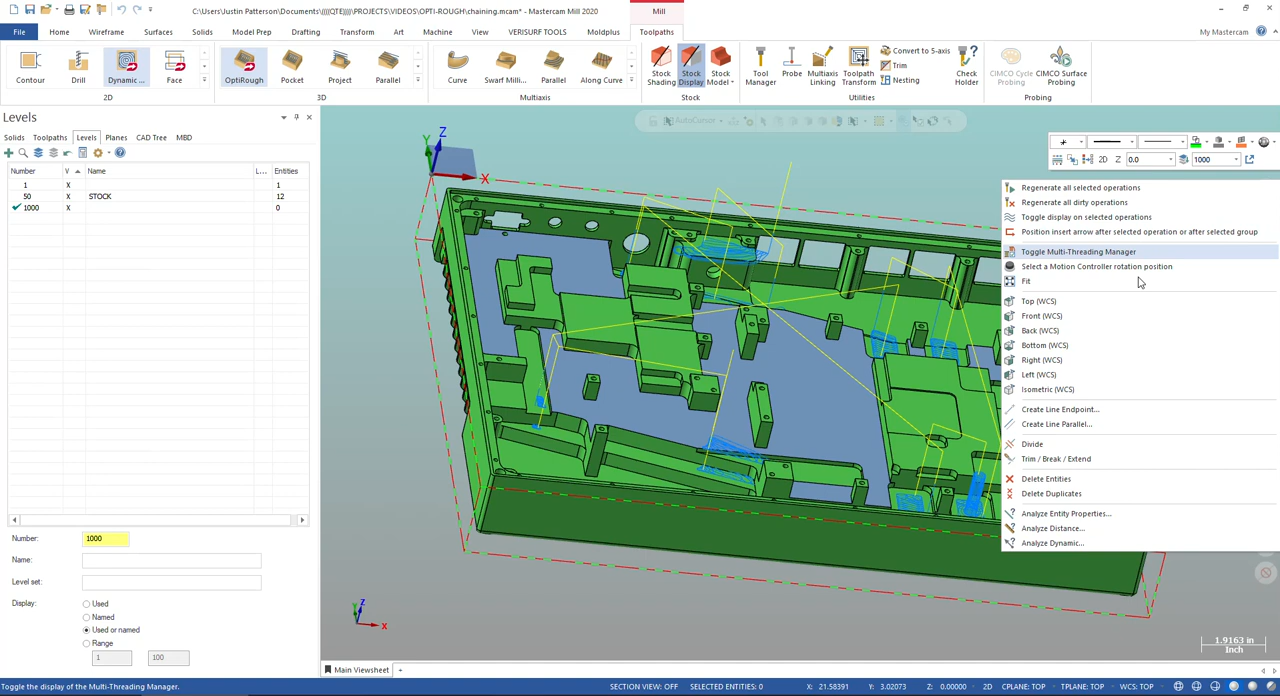 C:\Users\Justin Patterson\Documents\((((QTE))))\PROJECTS\VIDEOS\OPTI-ROUGH\chaining.mcam* - Mastercam Mill 2020
Mill
File Home Wireframe Surfaces Solids Model Prep Drafting Transform Art Machine View VERISURF TOOLS Moldplus Toolpaths
My Mastercam
Contour Drill Dynamic ... Face
OptiRough Pocket Project Parallel
Curve Swarf Milli... Parallel Along Curve
Stock Shading
Stock Display
Stock Model
Tool Manager
Probe
Multiaxis Linking
Toolpath Transform
Convert to 5-axis
Trim
Nesting
Check Holder
CIMCO Cycle Probing
CIMCO Surface Probing
2D 3D Multiaxis Stock Utilities Probing
Levels
Solids Toolpaths Levels Planes CAD Tree MBD
Number V Name L... Entities
1 X 1
50 X STOCK 12
1000 X 0
Number: 1000
Name:
Level set:
Display: Used
Named
Used or named
Range
1 100
AutoCursor
Z
Y
X
2D Z 0.0 1000
Regenerate all selected operations
Regenerate all dirty operations
Toggle display on selected operations
Position insert arrow after selected operation or after selected group
Toggle Multi-Threading Manager
Select a Motion Controller rotation position
Fit
Top (WCS)
Front (WCS)
Back (WCS)
Bottom (WCS)
Right (WCS)
Left (WCS)
Isometric (WCS)
Create Line Endpoint...
Create Line Parallel...
Divide
Trim / Break / Extend
Delete Entities
Delete Duplicates
Analyze Entity Properties...
Analyze Distance...
Analyze Dynamic...
Z
Y
X
1.9163 in
Inch
Main Viewsheet +
Toggle the display of the Multi-Threading Manager. SECTION VIEW: OFF SELECTED ENTITIES: 0 X: 21.58391 Y: 3.02073 Z: 0.00000 2D CPLANE: TOP TPLANE: TOP WCS: TOP